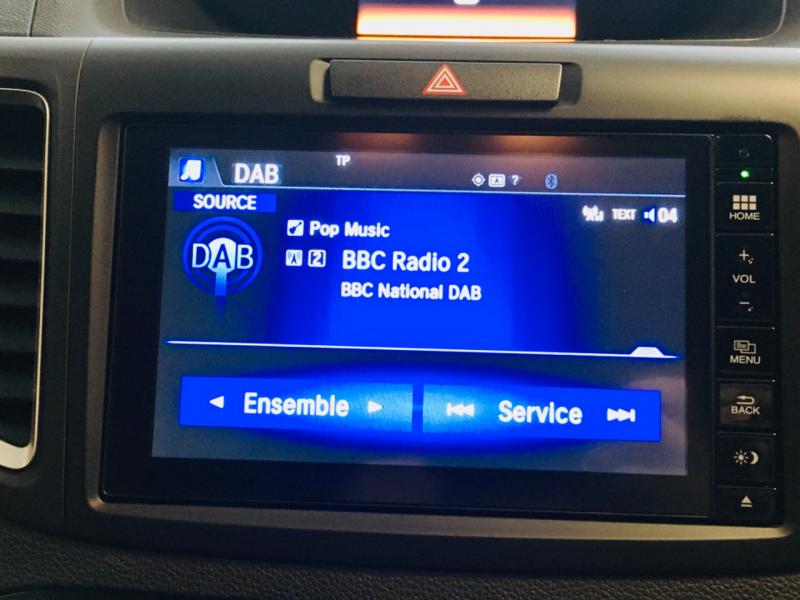 DAB
TP
?
SOURCE
TEXT 04
DAB
Pop Music
2 BBC Radio 2
BBC National DAB
Ensemble
Service
HOME
+
VOL
-
MENU
BACK